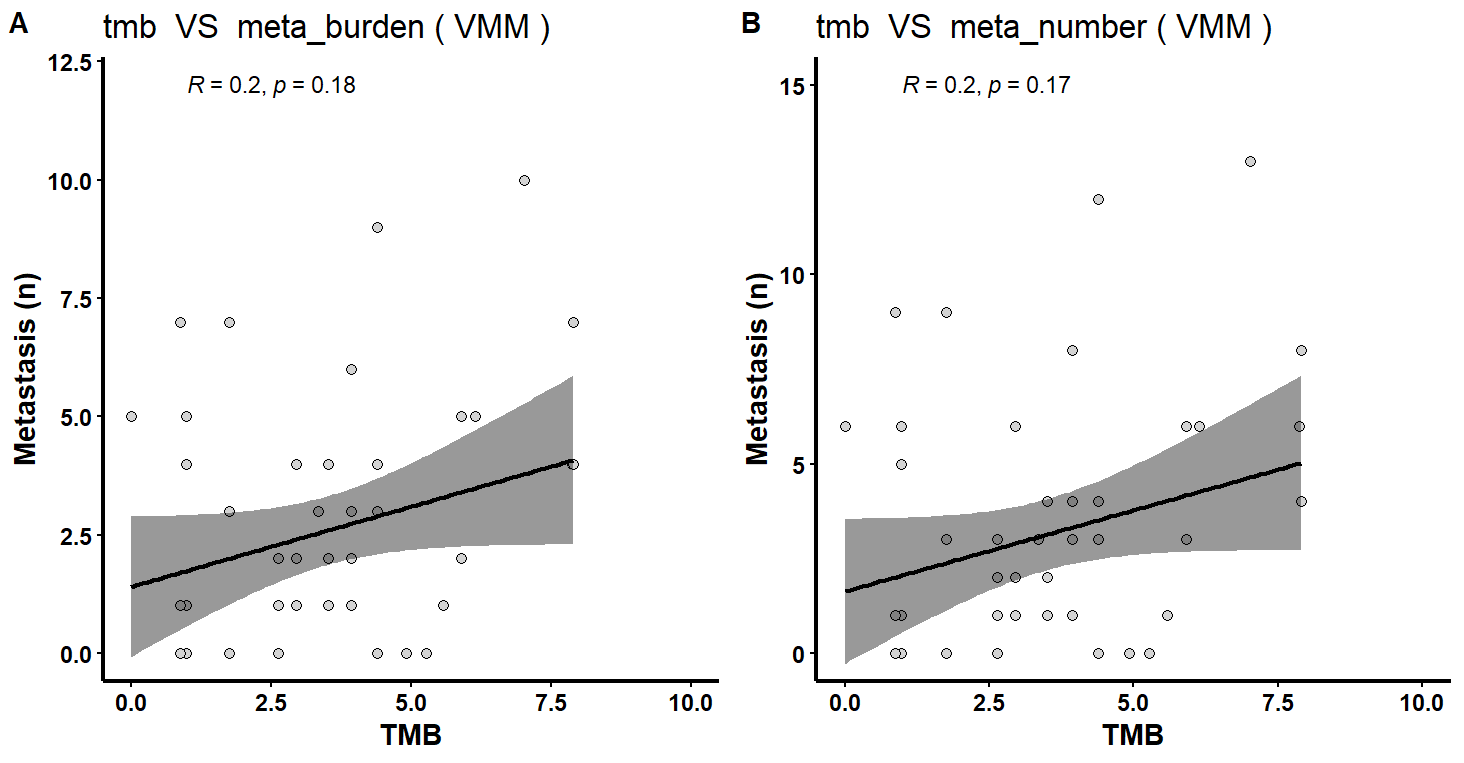 A
tmb VS meta_burden ( VMM )
R = 0.2, p = 0.18
12.5
10.0
7.5
5.0
2.5
0.0
Metastasis (n)
0.0 2.5 5.0 7.5 10.0
TMB
B
tmb VS meta_number ( VMM )
R = 0.2, p = 0.17
15
10
5
0
Metastasis (n)
0.0 2.5 5.0 7.5 10.0
TMB